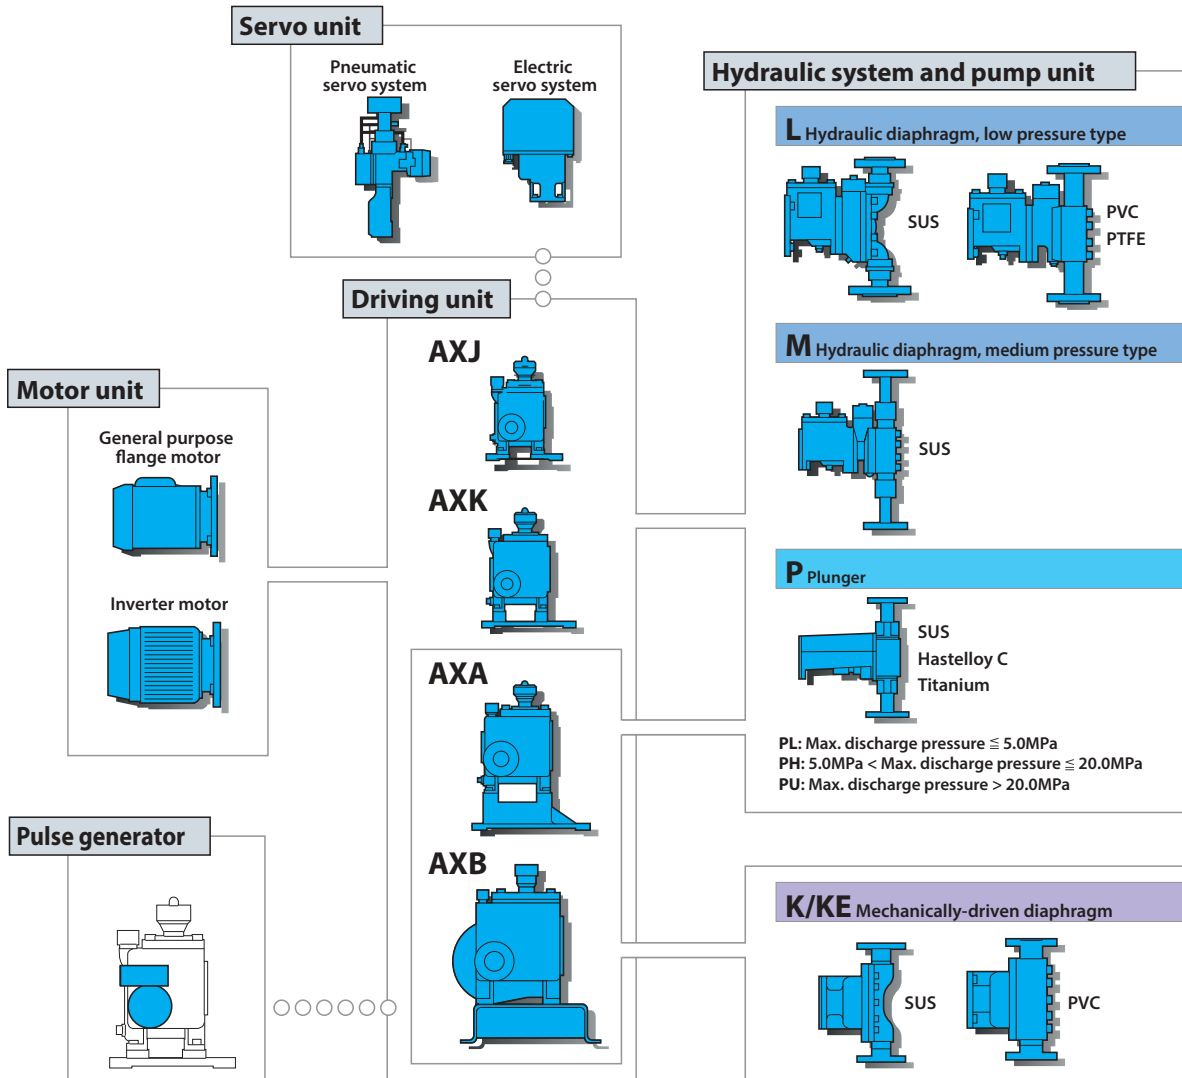 Servo unit
Pneumatic
servo system
Electric
servo system
Driving unit
AXJ
AXK
AXA
AXB
Motor unit
General purpose
flange motor
Inverter motor
Pulse generator
Hydraulic system and pump unit
L Hydraulic diaphragm, low pressure type
SUS
PVC
PTFE
M Hydraulic diaphragm, medium pressure type
SUS
P Plunger
SUS
Hastelloy C
Titanium
PL: Max. discharge pressure ≦ 5.0MPa
PH: 5.0MPa < Max. discharge pressure ≦ 20.0MPa
PU: Max. discharge pressure > 20.0MPa
K/KE Mechanically-driven diaphragm
SUS
PVC